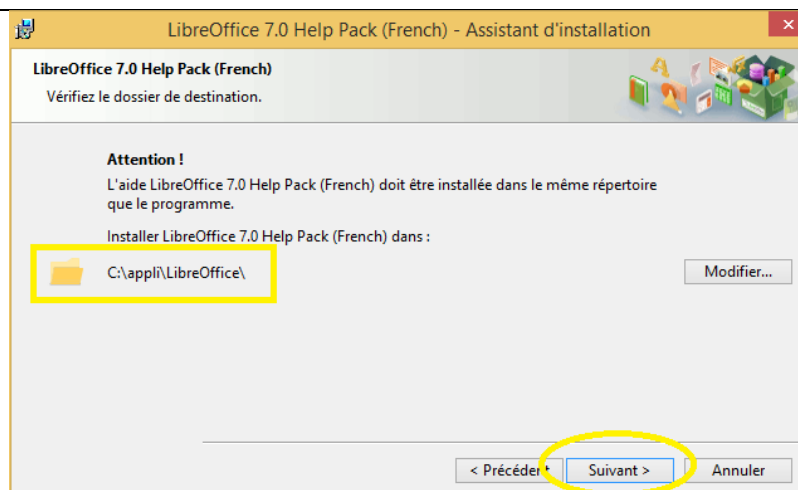 LibreOffice 7.0 Help Pack (French) - Assistant d'installation
LibreOffice 7.0 Help Pack (French)
Vérifiez le dossier de destination.
Attention !
L'aide LibreOffice 7.0 Help Pack (French) doit être installée dans le même répertoire
que le programme.
Installer LibreOffice 7.0 Help Pack (French) dans :
C:\appli\LibreOffice\
Modifier...
< Précédent
Suivant >
Annuler